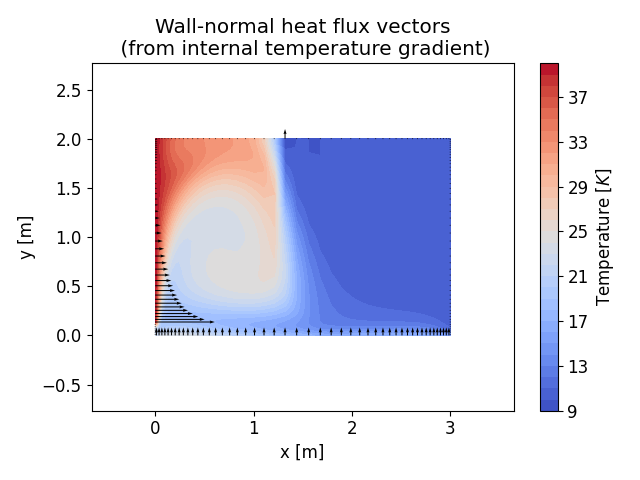 Wall-normal heat flux vectors
(from internal temperature gradient)
2.5
2.0
1.5
1.0
0.5
0.0
−0.5
y [m]
0 1 2 3
x [m]
37
33
29
25
21
17
13
9
Temperature [K]